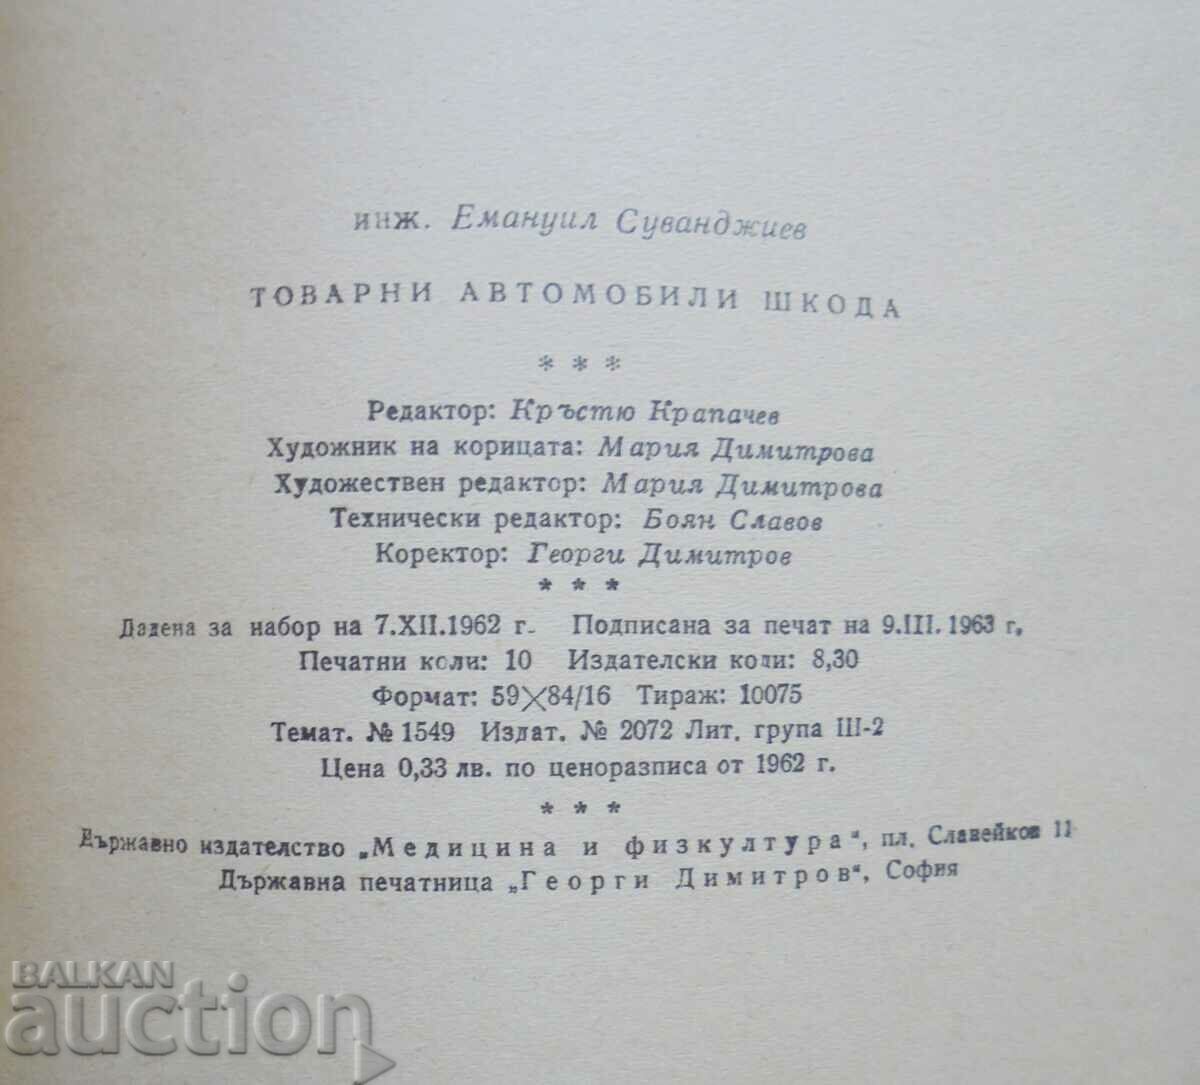 инж. Емануил Суванджиев
ТОВАРНИ АВТОМОБИЛИ ШКОДА
* * *
Редактор: Кръстю Крапачев
Художник на корицата: Мария Димитрова
Художествен редактор: Мария Димитрова
Технически редактор: Боян Славов
Коректор: Георги Димитров
* * *
Дадена за набор на 7.XII.1962 г. Подписана за печат на 9.III.1963 г.
Печатни коли: 10 Издателски коли: 8,30
Формат: 59×84/16 Тираж: 10075
Темат. № 1549 Издат. № 2072 Лит. група III-2
Цена 0,33 лв. по ценоразписа от 1962 г.
* * *
Държавно издателство „Медицина и физкултура“, пл. Славейков 11
Държавна печатница „Георги Димитров“, София
BALKAN
auction